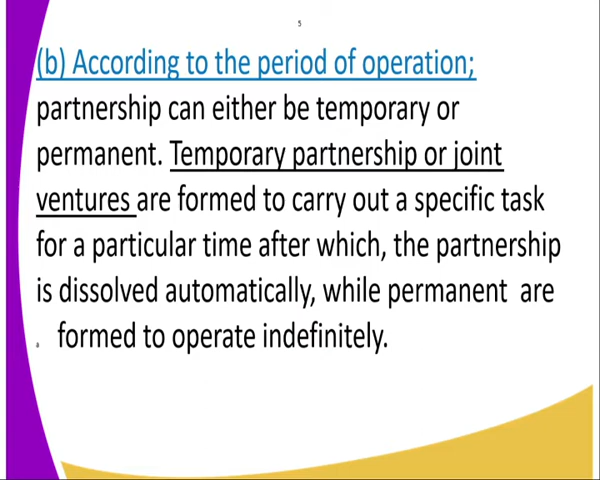 5
(b) According to the period of operation;
partnership can either be temporary or
permanent. Temporary partnership or joint
ventures are formed to carry out a specific task
for a particular time after which, the partnership
is dissolved automatically, while permanent  are
formed to operate indefinitely.